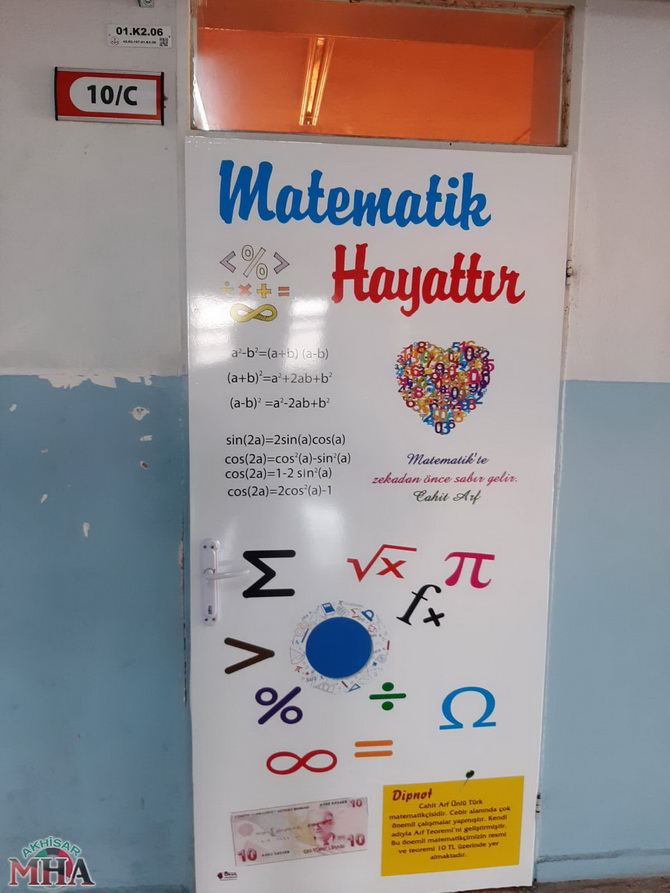 01.K2.06
10/C
Matematik
Hayattır
< % >
÷ × + =
∞
a²-b²=(a+b) (a-b)
(a+b)²=a²+2ab+b²
(a-b)² =a²-2ab+b²
sin(2a)=2sin(a)cos(a)
cos(2a)=cos²(a)-sin²(a)
cos(2a)=1-2 sin²(a)
cos(2a)=2cos²(a)-1
Matematik'te
zekadan önce sabır gelir.
Cahit Arf
Σ √x π
fx
>
% ÷ Ω
∞ =
Dipnot
Cahit Arf Ünlü Türk
matematikçisidir. Cebir alanında çok
önemli çalışmalar yapmıştır. Kendi
adıyla Arf Teoremi'ni geliştirmiştir.
Bu önemli matematikçimizin resmi
ve teoremi 10 TL üzerinde yer
almaktadır.
10
10
10
AKHİSAR
MHA